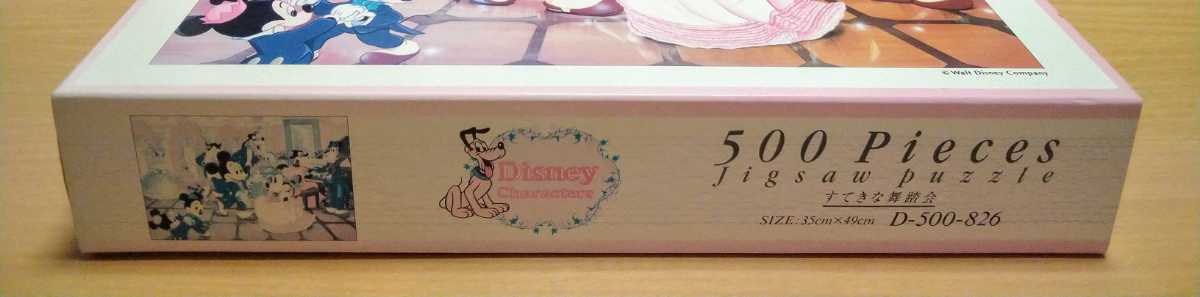 © Walt Disney Company
Disney
Characters
500 Pieces
Jigsaw puzzle
すてきな舞踏会
SIZE:35cm×49cm D-500-826